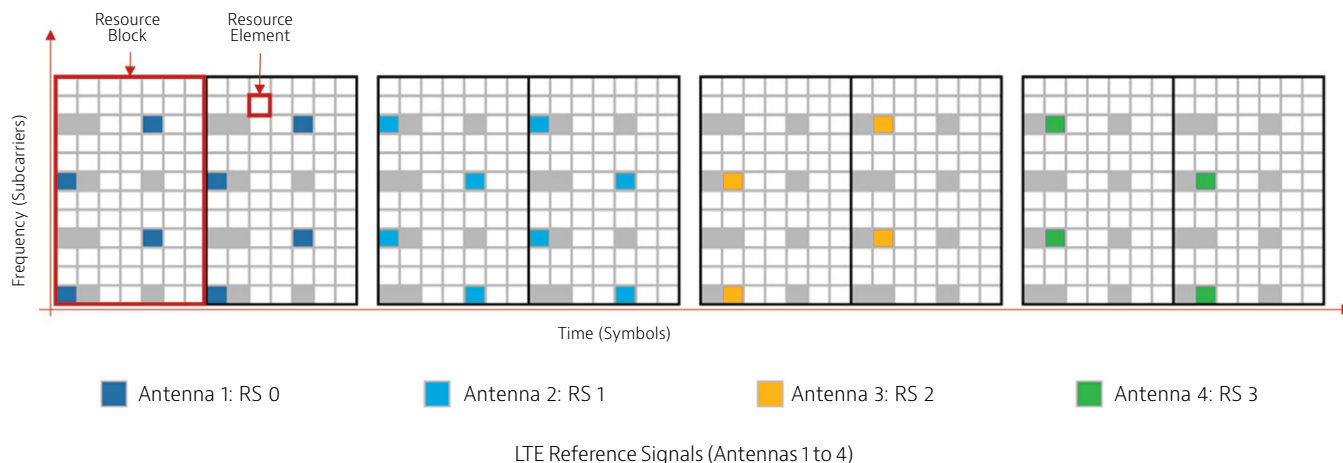 Resource
Block
Resource
Element
Frequency (Subcarriers)
Time (Symbols)
Antenna 1: RS 0
Antenna 2: RS 1
Antenna 3: RS 2
Antenna 4: RS 3
LTE Reference Signals (Antennas 1 to 4)